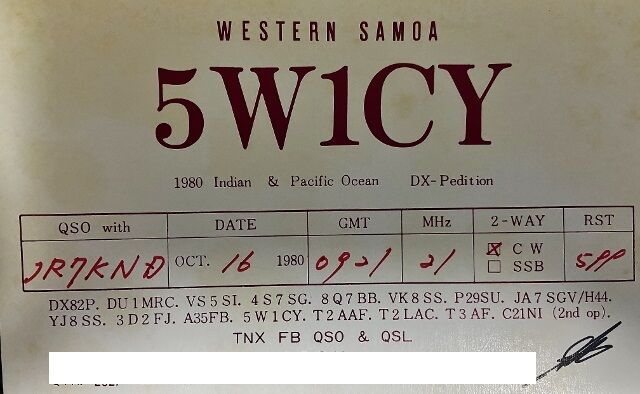 WESTERN SAMOA
5W1CY
1980 Indian & Pacific Ocean DX-Pedition
QSO with DATE GMT MHz 2-WAY RST
JR7KND OCT. 16 1980 0921 21 ☒ CW 599
☐ SSB
DX82P. DU1MRC. VS5SI. 4S7SG. 8Q7BB. VK8SS. P29SU. JA7SGV/H44.
YJ8SS. 3D2FJ. A35FB. 5W1CY. T2AAF. T2LAC. T3AF. C21NI (2nd op).
TNX FB QSO & QSL